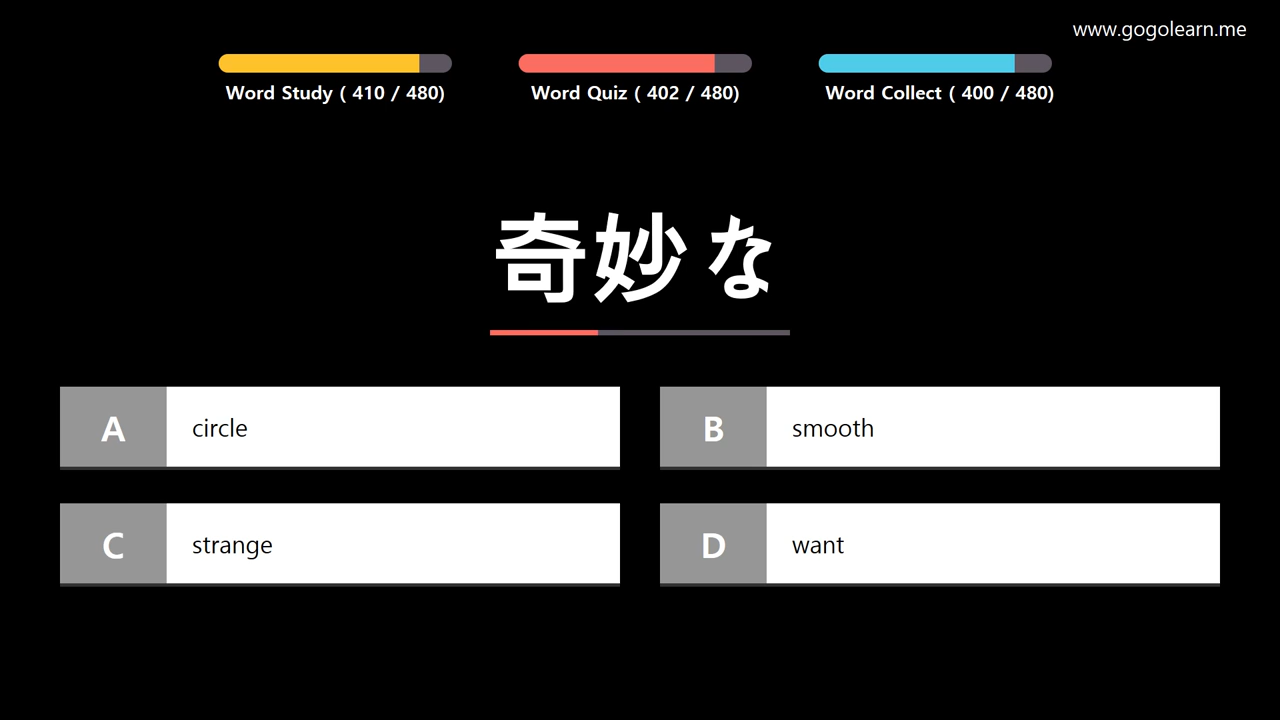 www.gogolearn.me
Word Study ( 410 / 480)
Word Quiz ( 402 / 480)
Word Collect ( 400 / 480)
奇妙な
A circle
B smooth
C strange
D want